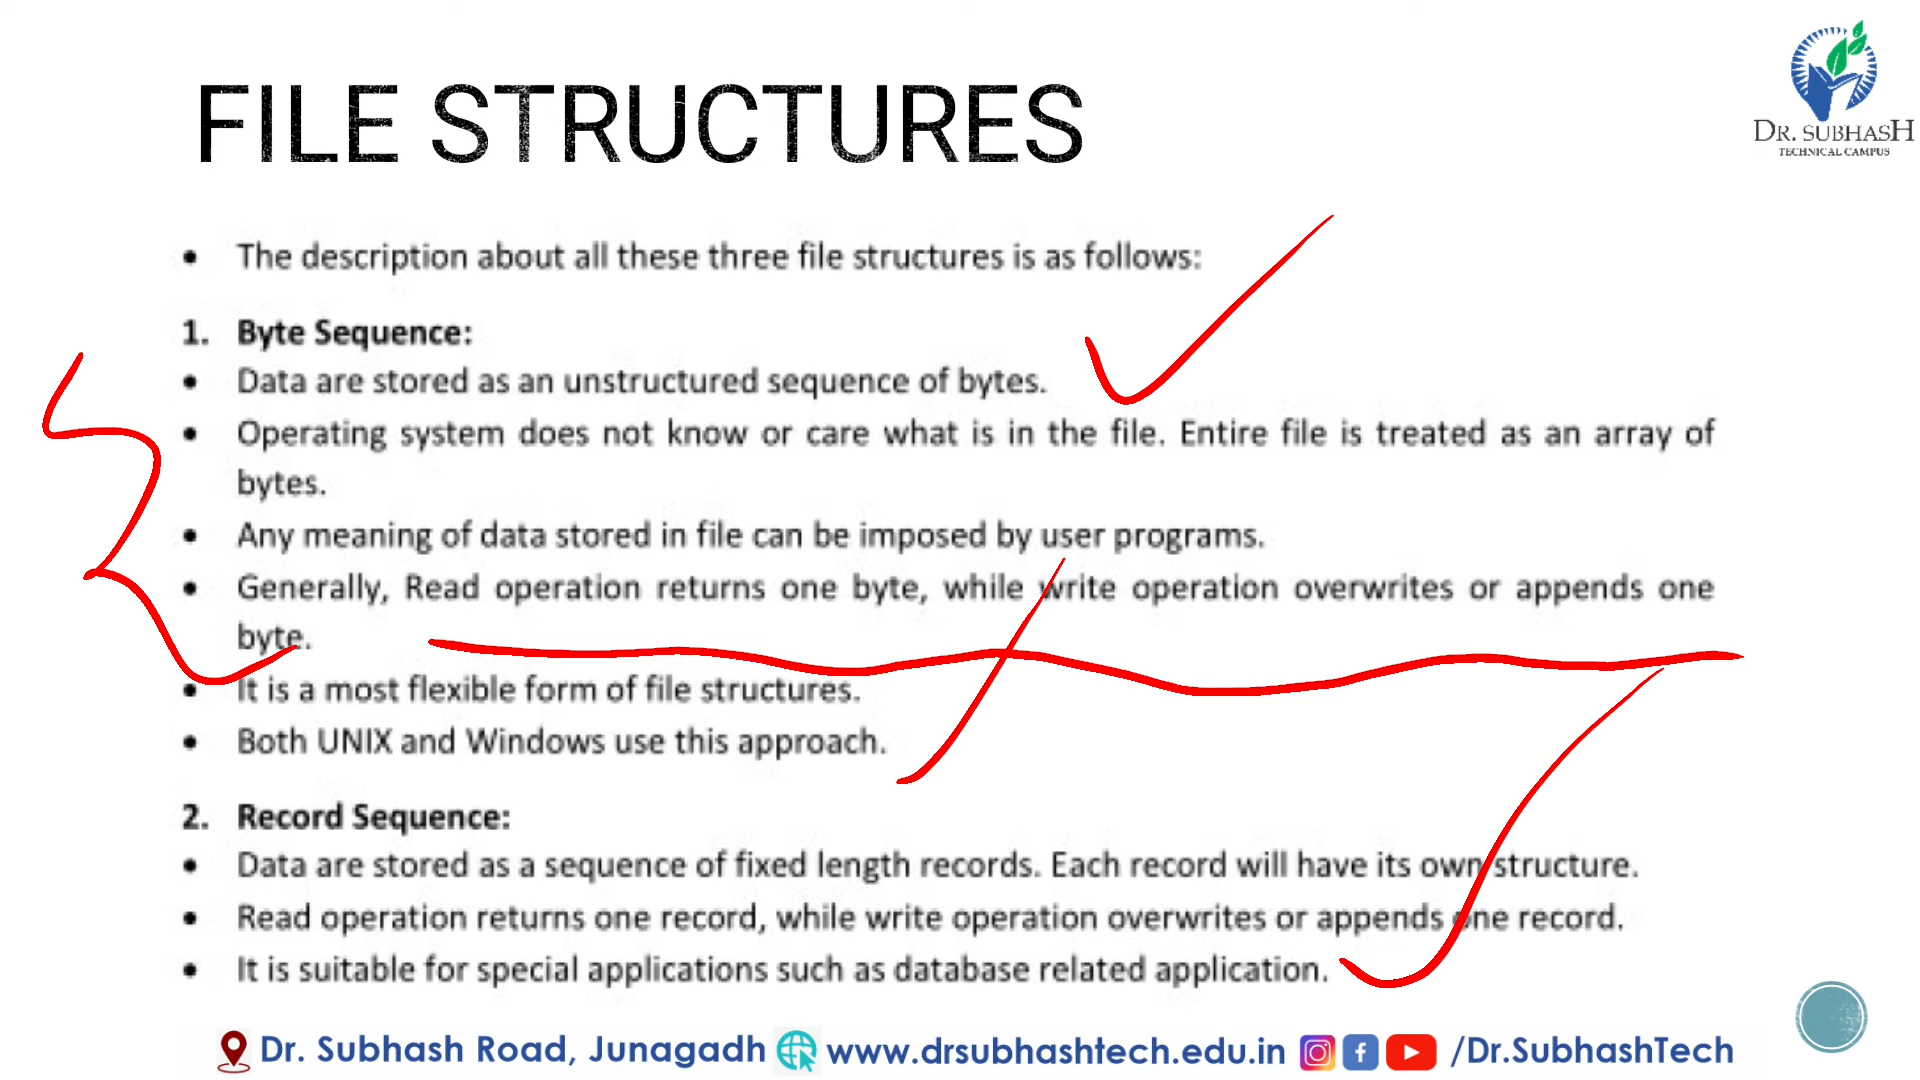 FILE STRUCTURES
DR. SUBHASH
TECHNICAL CAMPUS
• The description about all these three file structures is as follows:
1. Byte Sequence:
• Data are stored as an unstructured sequence of bytes.
• Operating system does not know or care what is in the file. Entire file is treated as an array of
bytes.
• Any meaning of data stored in file can be imposed by user programs.
• Generally, Read operation returns one byte, while write operation overwrites or appends one
byte.
• It is a most flexible form of file structures.
• Both UNIX and Windows use this approach.
2. Record Sequence:
• Data are stored as a sequence of fixed length records. Each record will have its own structure.
• Read operation returns one record, while write operation overwrites or appends one record.
• It is suitable for special applications such as database related application.
Dr. Subhash Road, Junagadh www.drsubhashtech.edu.in /Dr.SubhashTech